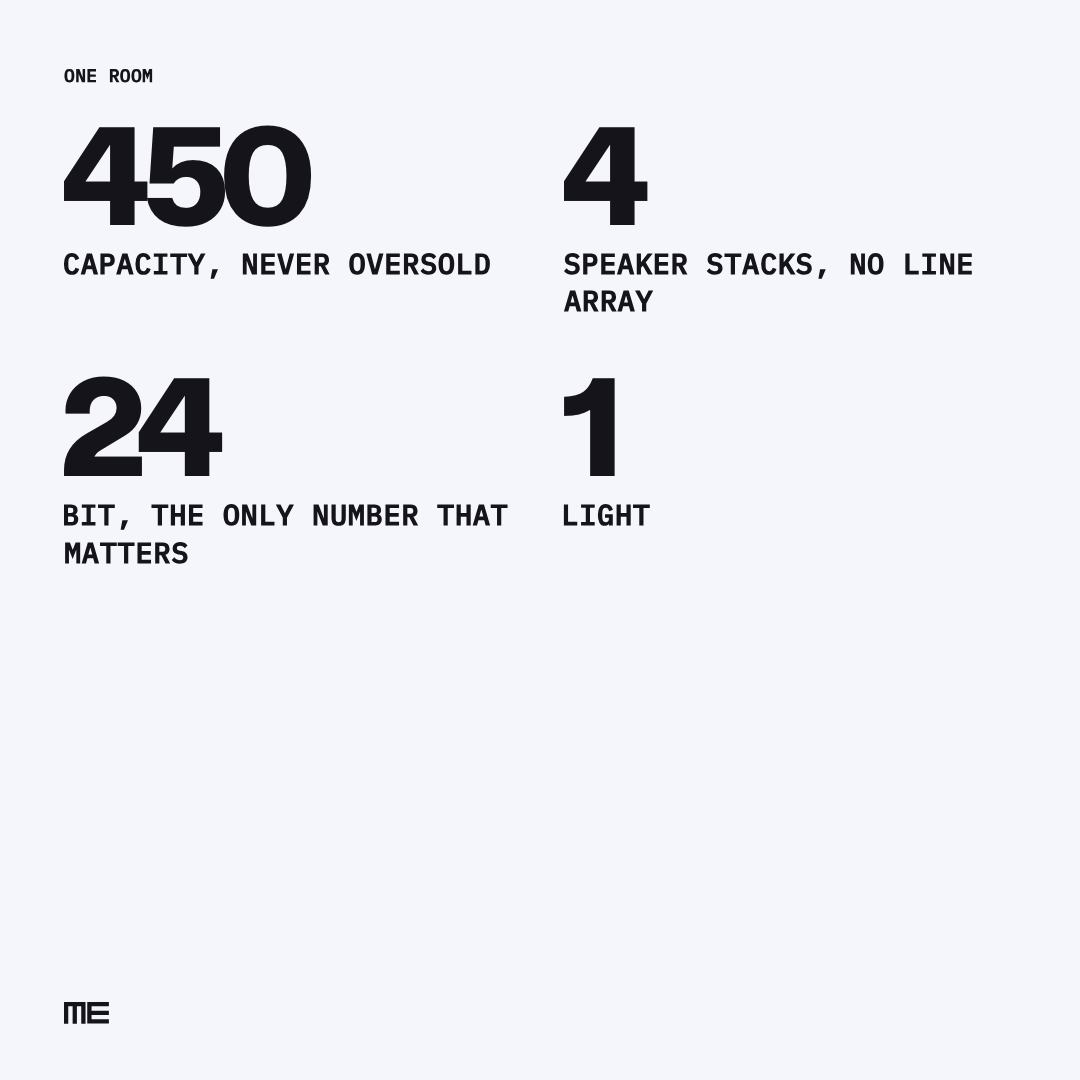 ONE ROOM
450
CAPACITY, NEVER OVERSOLD
4
SPEAKER STACKS, NO LINE
ARRAY
24
BIT, THE ONLY NUMBER THAT
MATTERS
1
LIGHT
ME